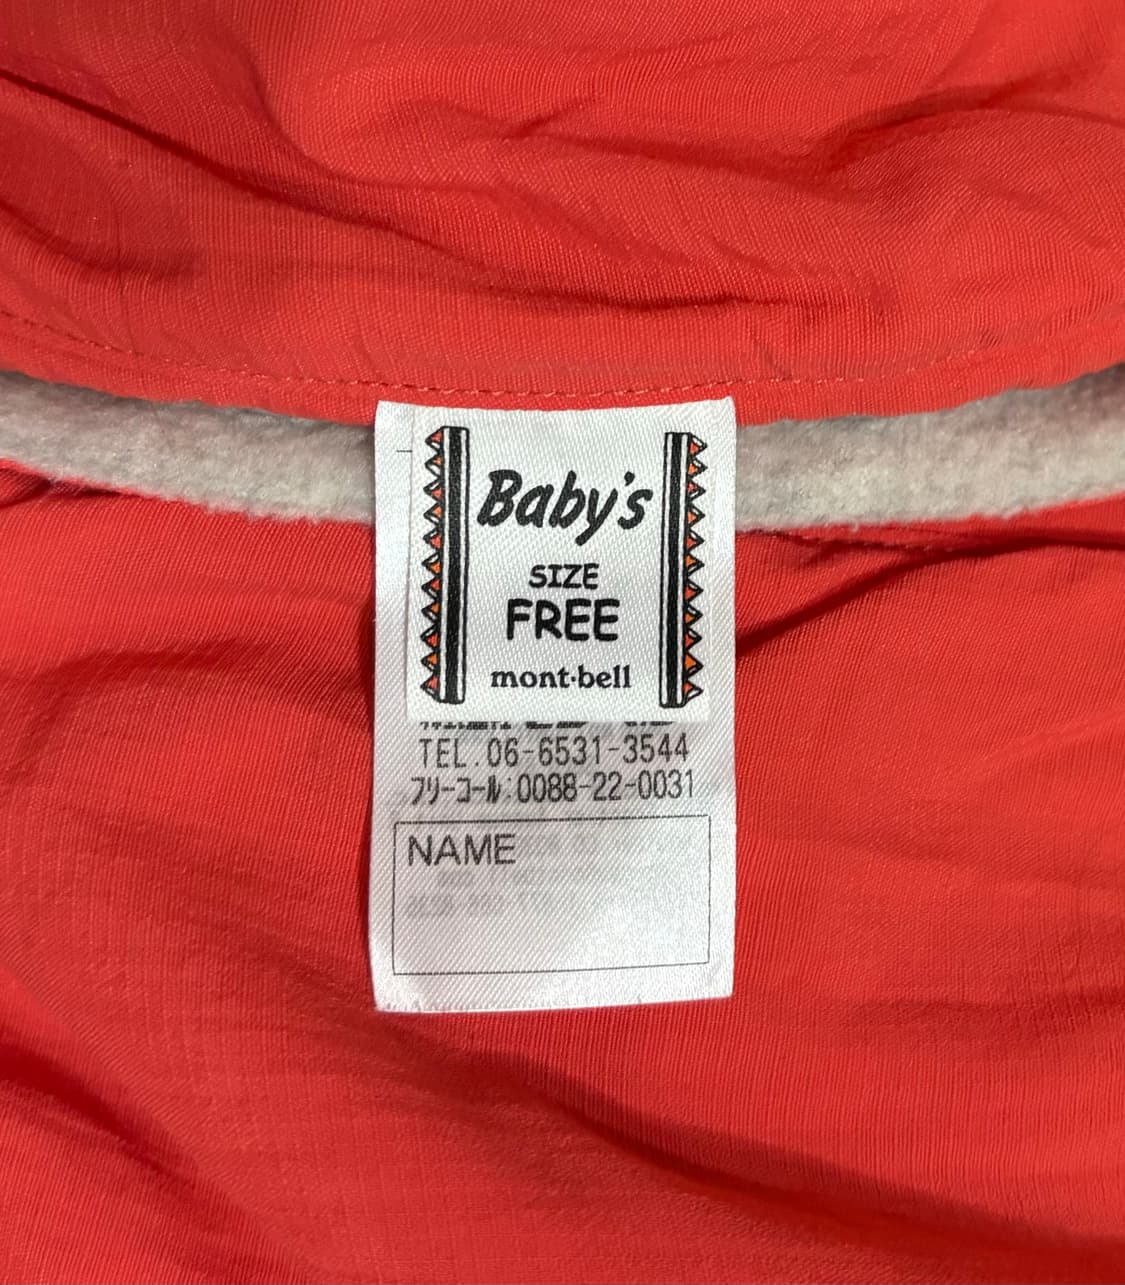 Baby's
SIZE
FREE
mont·bell
TEL.06-6531-3544
フリーコール:0088-22-0031
NAME